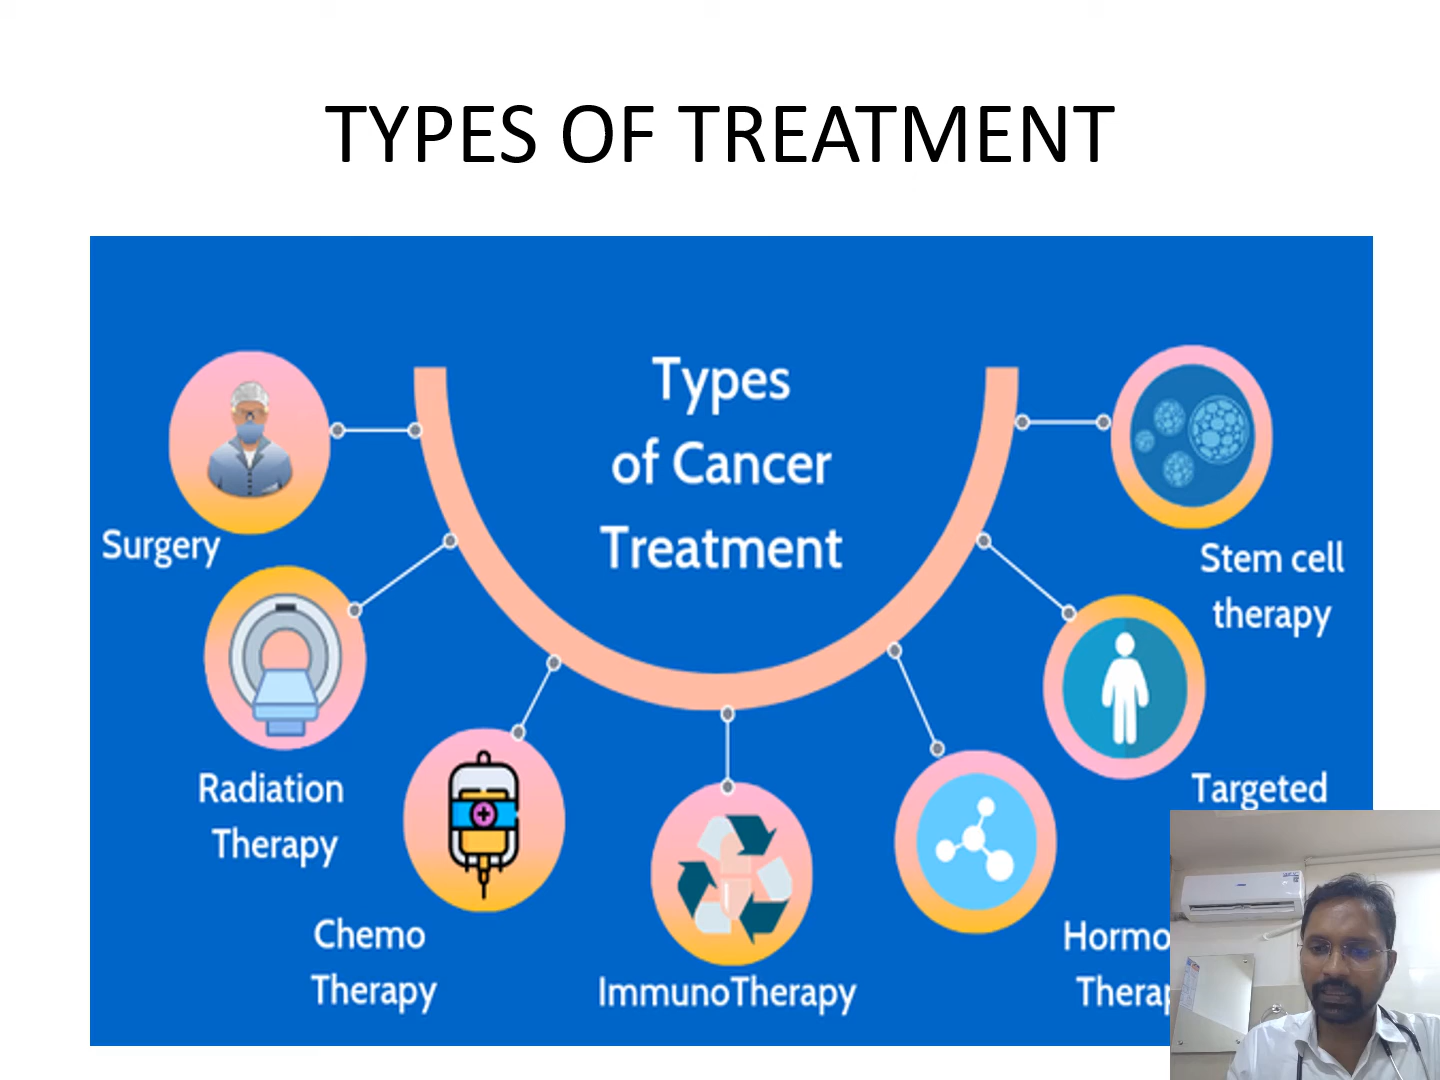 TYPES OF TREATMENT
Types
of Cancer
Treatment
Surgery
Radiation
Therapy
Chemo
Therapy
ImmunoTherapy
Stem cell
therapy
Targeted